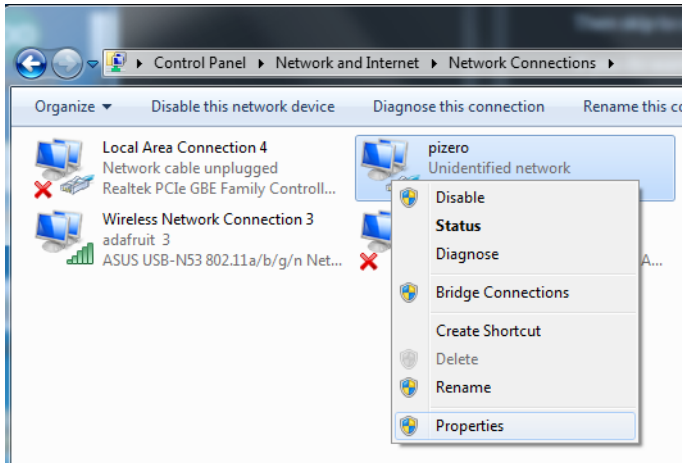 Control Panel Network and Internet Network Connections
Organize Disable this network device Diagnose this connection Rename this co
Local Area Connection 4
Network cable unplugged
Realtek PCIe GBE Family Controll...
pizero
Unidentified network
Wireless Network Connection 3
adafruit 3
ASUS USB-N53 802.11a/b/g/n Net...
A...
Disable
Status
Diagnose
Bridge Connections
Create Shortcut
Delete
Rename
Properties